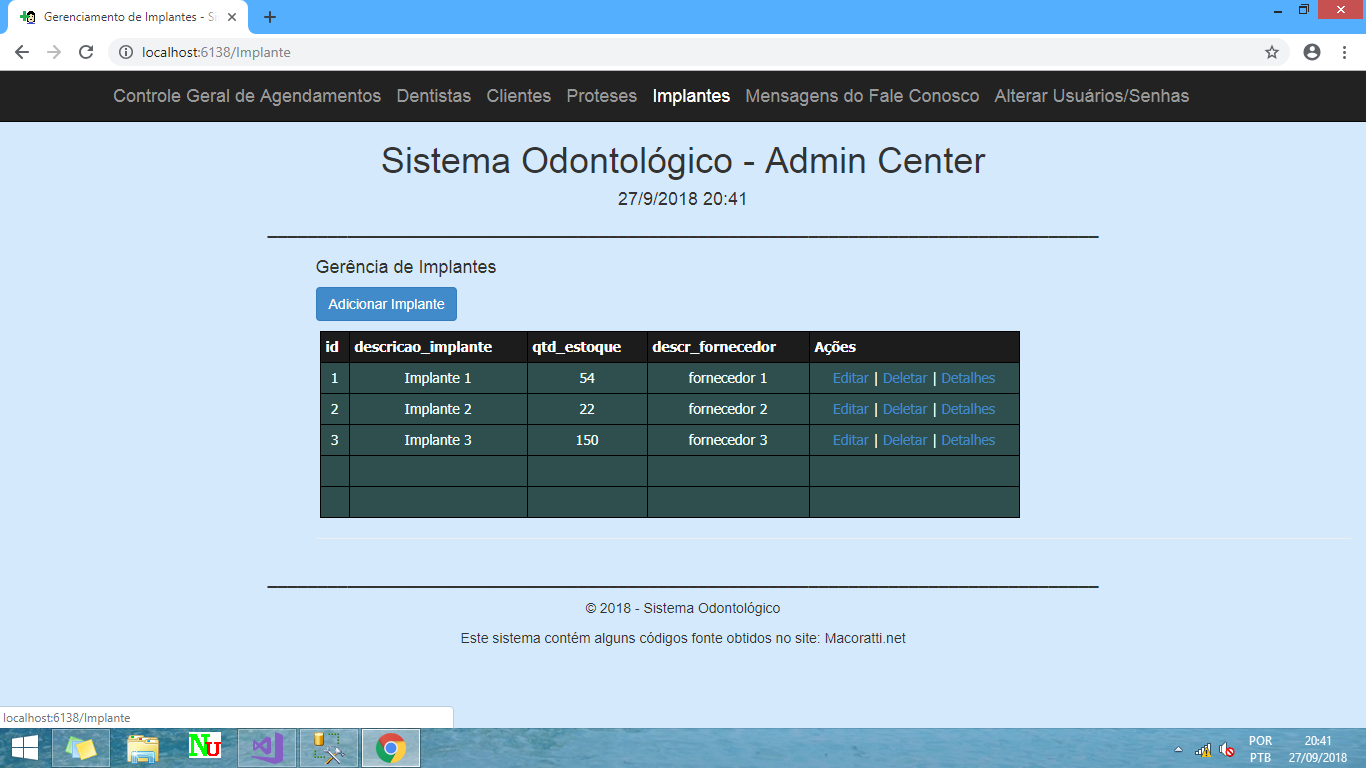 Gerenciamento de Implantes - Si
localhost:6138/Implante
Controle Geral de Agendamentos Dentistas Clientes Proteses Implantes Mensagens do Fale Conosco Alterar Usuários/Senhas
Sistema Odontológico - Admin Center
27/9/2018 20:41
Gerência de Implantes
Adicionar Implante
id descricao_implante qtd_estoque descr_fornecedor Ações
1 Implante 1 54 fornecedor 1 Editar | Deletar | Detalhes
2 Implante 2 22 fornecedor 2 Editar | Deletar | Detalhes
3 Implante 3 150 fornecedor 3 Editar | Deletar | Detalhes
© 2018 - Sistema Odontológico
Este sistema contém alguns códigos fonte obtidos no site: Macoratti.net
localhost:6138/Implante
NU
POR 20:41
PTB 27/09/2018